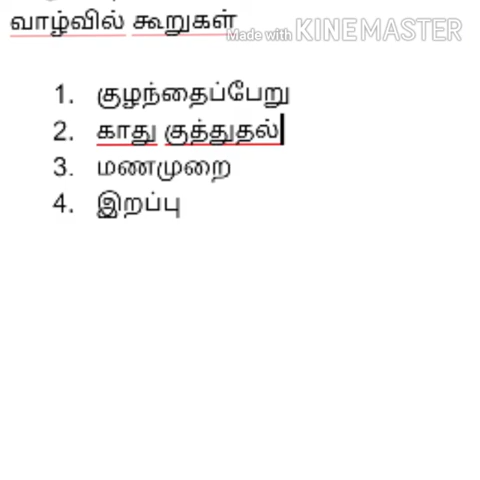 வாழ்வில் கூறுகள்
Made with KINEMASTER
1. குழந்தைப்பேறு
2. காது குத்துதல்
3. மணமுறை
4. இறப்பு